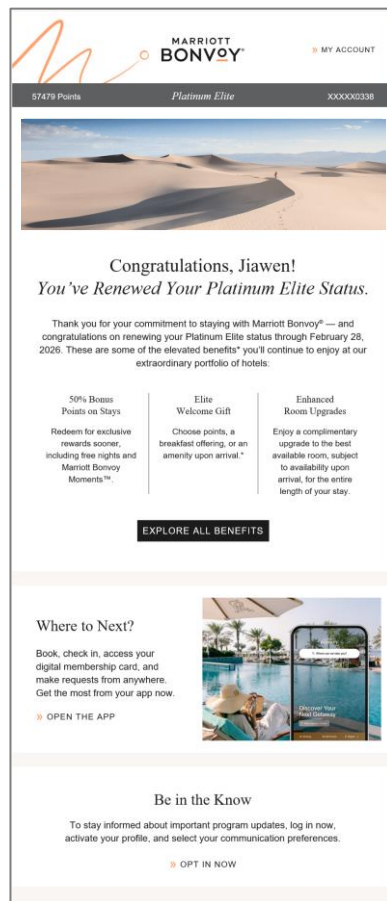 MARRIOTT
BONVOY®
» MY ACCOUNT
57479 Points
Platinum Elite
XXXXX0338
Congratulations, Jiawen!
You've Renewed Your Platinum Elite Status.
Thank you for your commitment to staying with Marriott Bonvoy® — and
congratulations on renewing your Platinum Elite status through February 28,
2026. These are some of the elevated benefits* you'll continue to enjoy at our
extraordinary portfolio of hotels:
50% Bonus
Points on Stays
Redeem for exclusive
rewards sooner,
including free nights and
Marriott Bonvoy
Moments™.
Elite
Welcome Gift
Choose points, a
breakfast offering, or an
amenity upon arrival.*
Enhanced
Room Upgrades
Enjoy a complimentary
upgrade to the best
available room, subject
to availability upon
arrival, for the entire
length of your stay.
EXPLORE ALL BENEFITS
Where to Next?
Book, check in, access your
digital membership card, and
make requests from anywhere.
Get the most from your app now.
» OPEN THE APP
Discover Your
Be in the Know
To stay informed about important program updates, log in now,
activate your profile, and select your communication preferences.
» OPT IN NOW